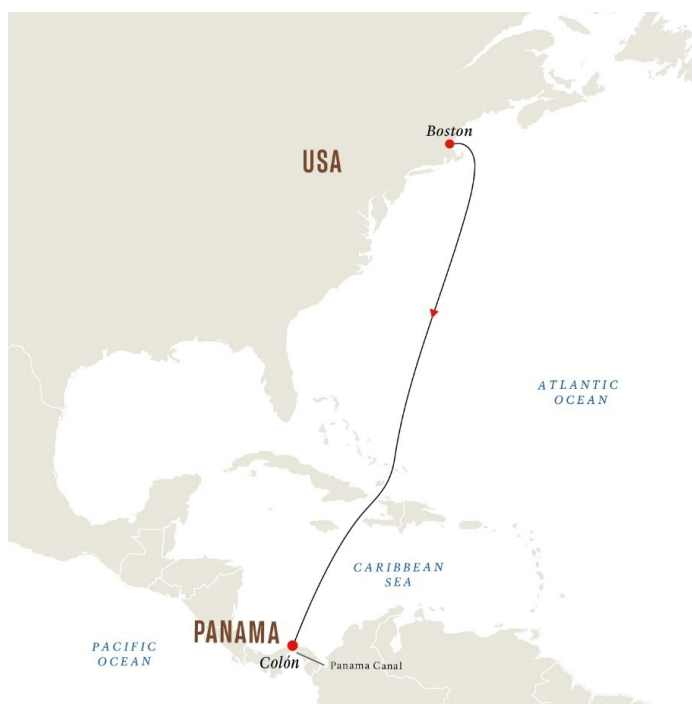 Boston
USA
ATLANTIC
OCEAN
CARIBBEAN
SEA
PANAMA
PACIFIC
OCEAN
Colón
Panama Canal